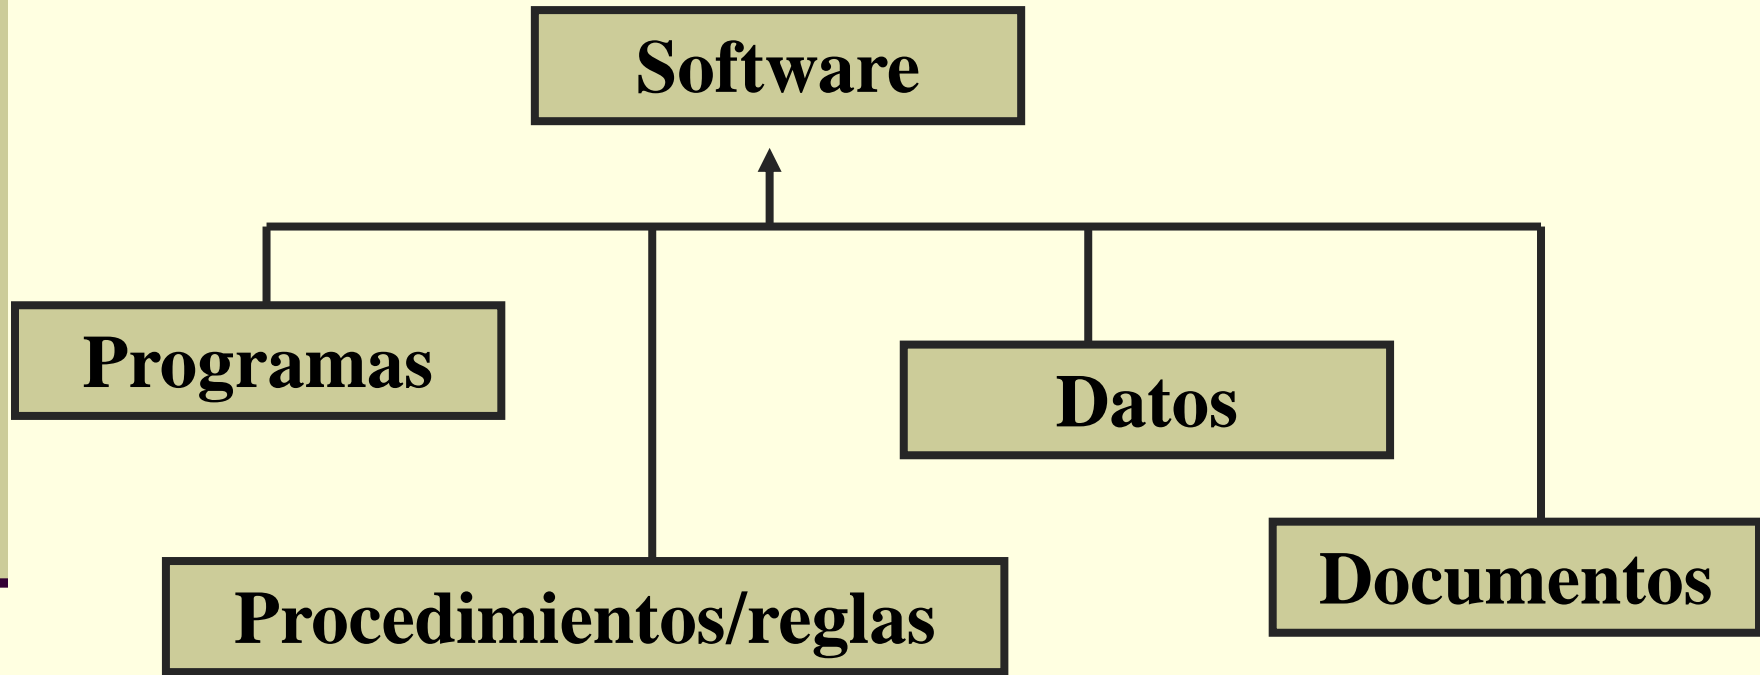 Software
Programas
Datos
Documentos
Procedimientos/reglas